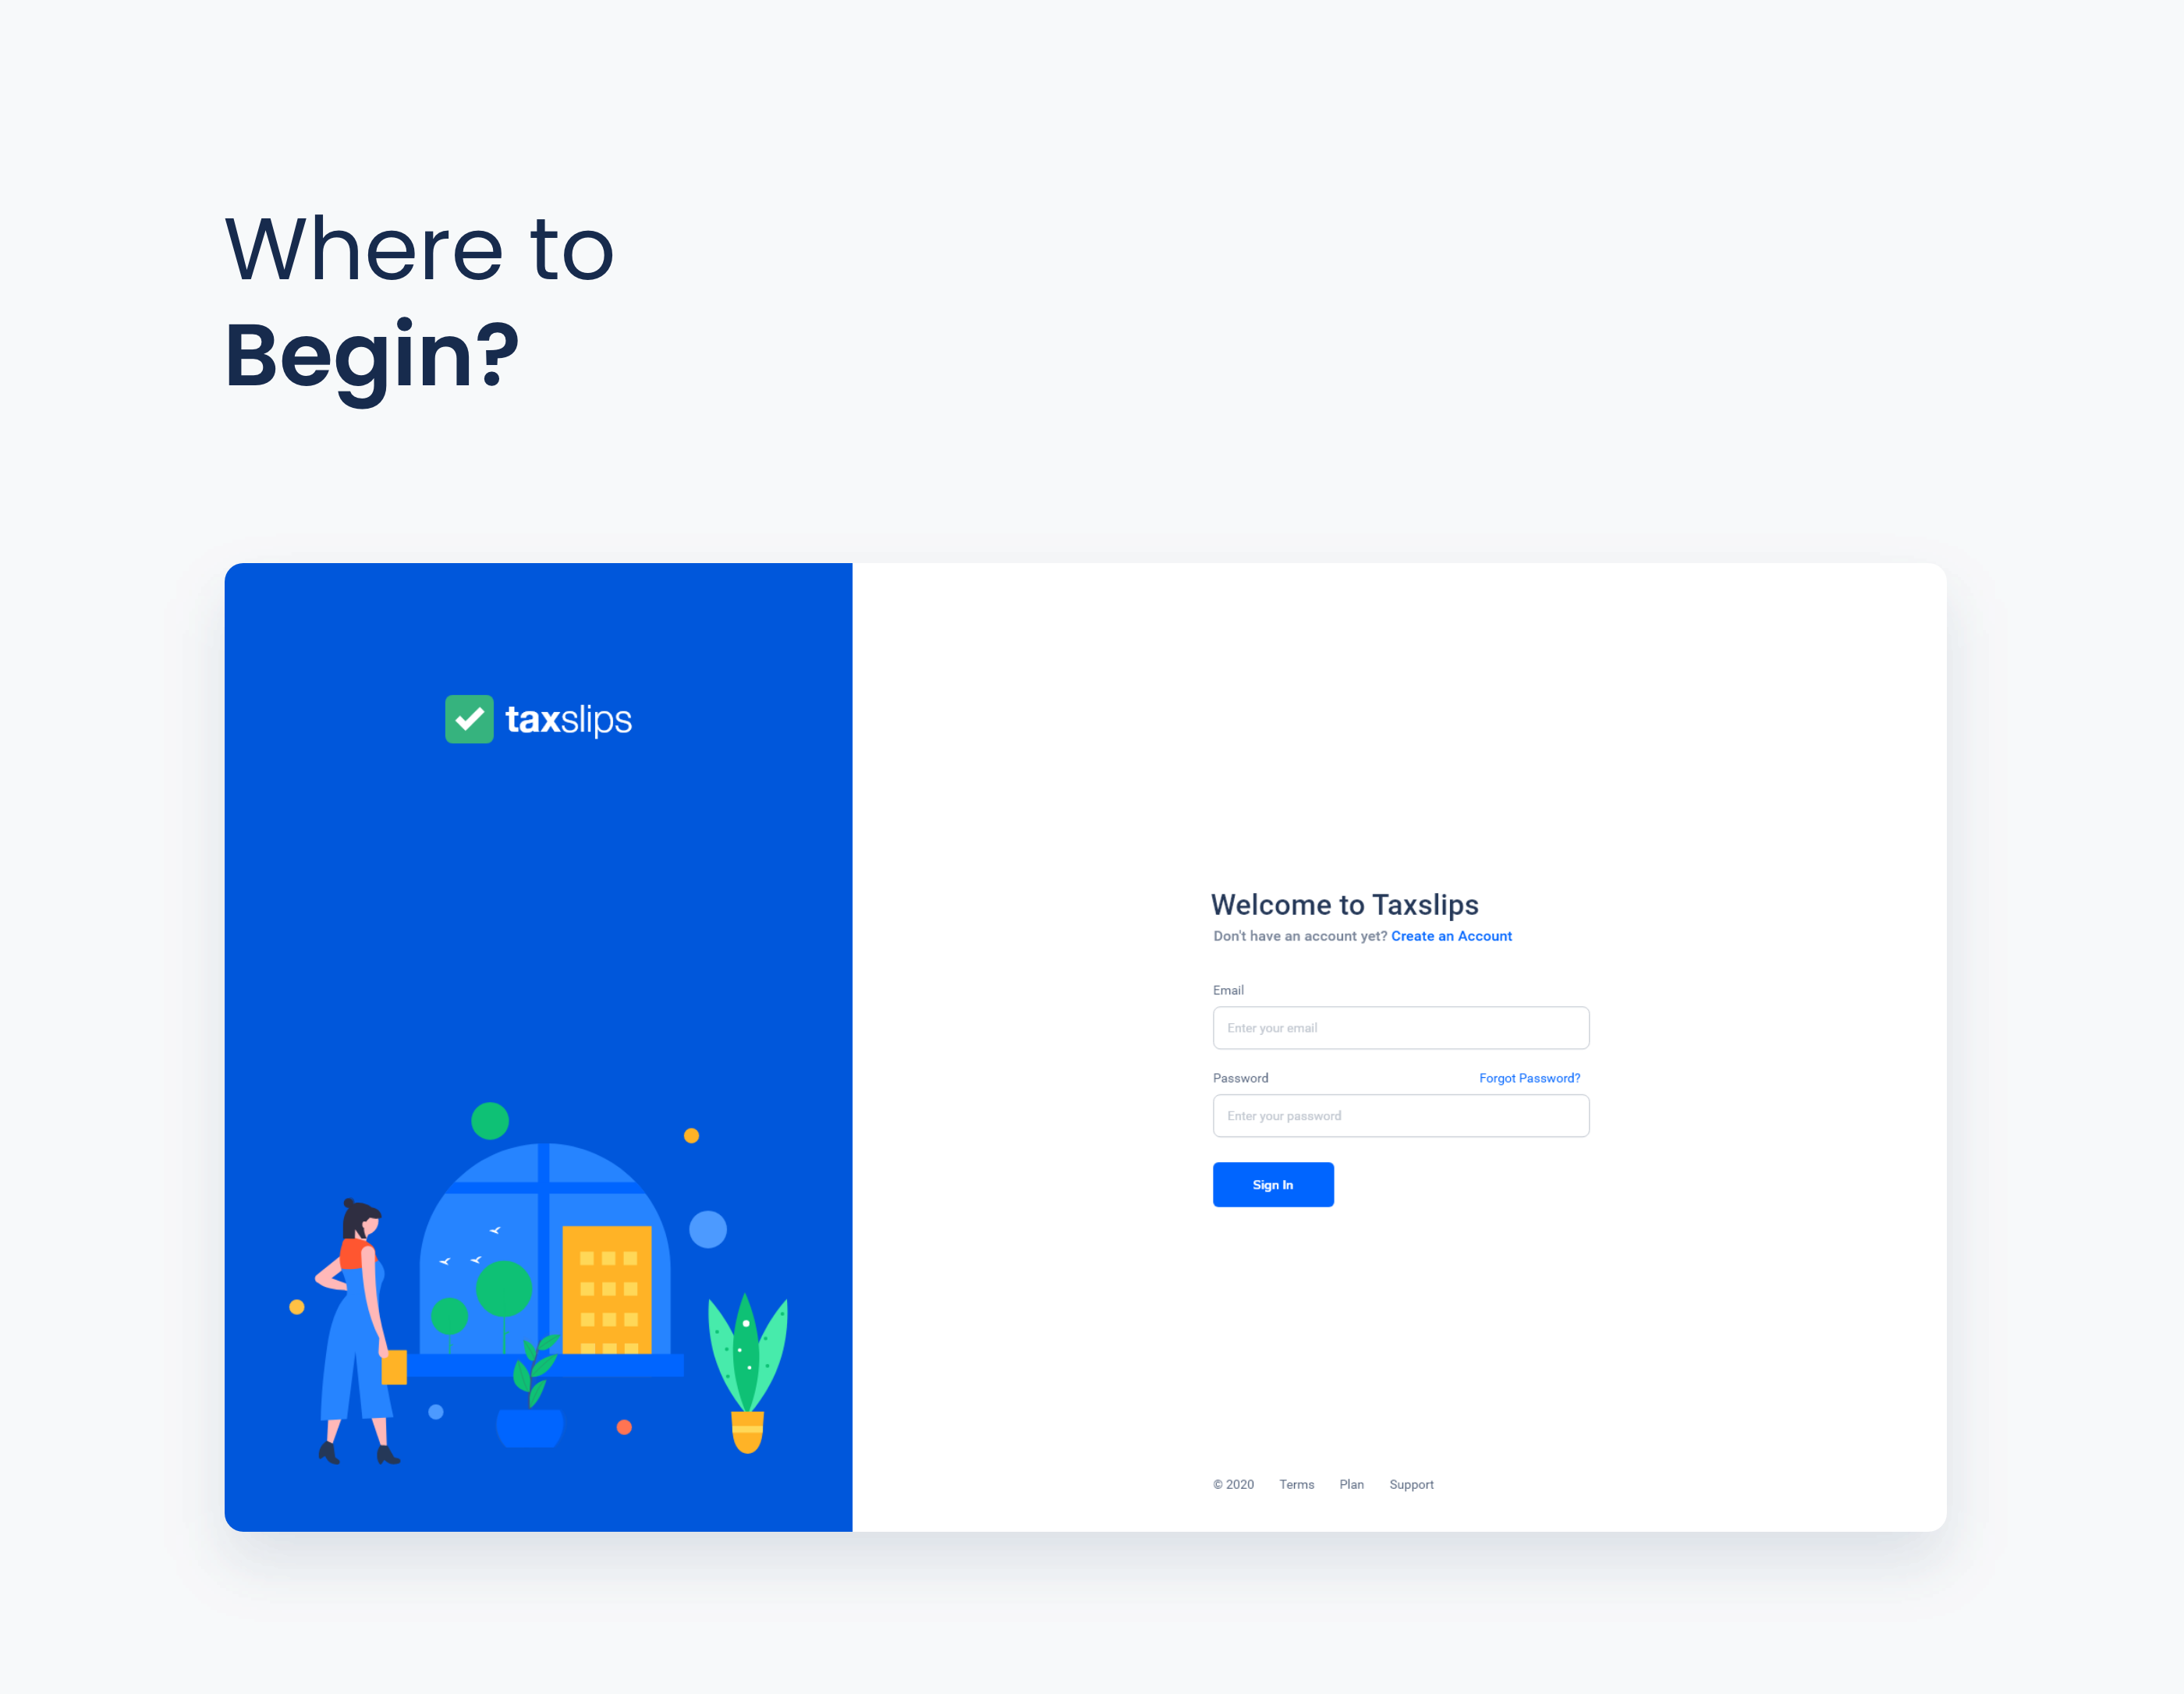 Where to
Begin?
taxslips
Welcome to Taxslips
Don't have an account yet? Create an Account
Email
Enter your email
Password Forgot Password?
Enter your password
Sign In
© 2020 Terms Plan Support